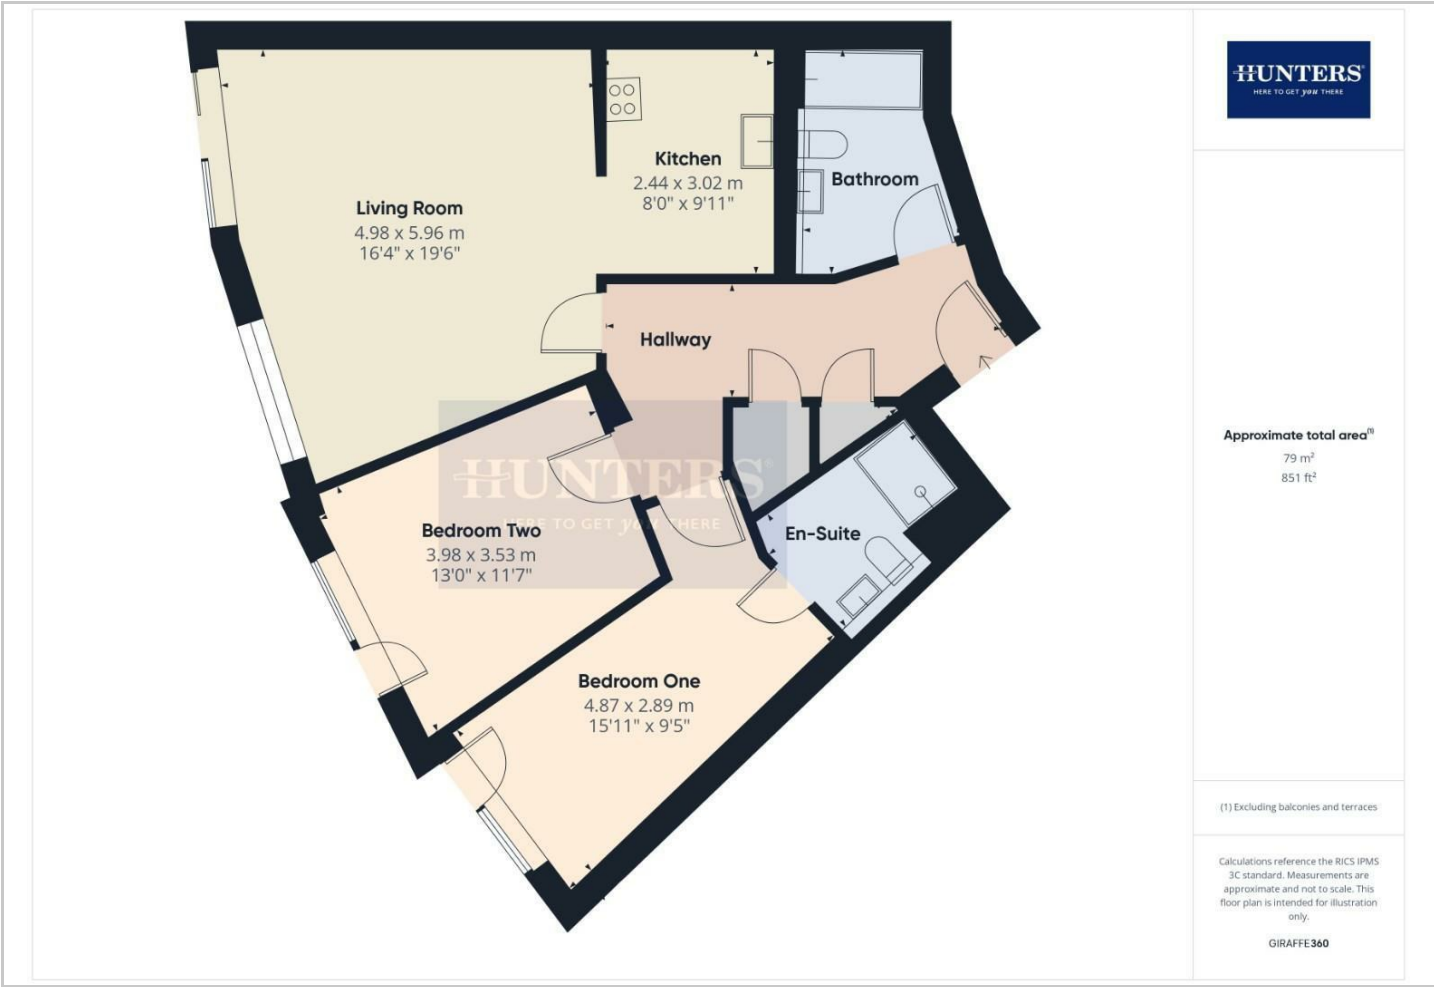 HUNTERS®
HERE TO GET you THERE
Living Room
4.98 x 5.96 m
16'4" x 19'6"
Kitchen
2.44 x 3.02 m
8'0" x 9'11"
Bathroom
Hallway
HUNTERS®
HERE TO GET you THERE
Bedroom Two
3.98 x 3.53 m
13'0" x 11'7"
En-Suite
Bedroom One
4.87 x 2.89 m
15'11" x 9'5"
Approximate total area(1)
79 m²
851 ft²
(1) Excluding balconies and terraces
Calculations reference the RICS IPMS
3C standard. Measurements are
approximate and not to scale. This
floor plan is intended for illustration
only.
GIRAFFE360